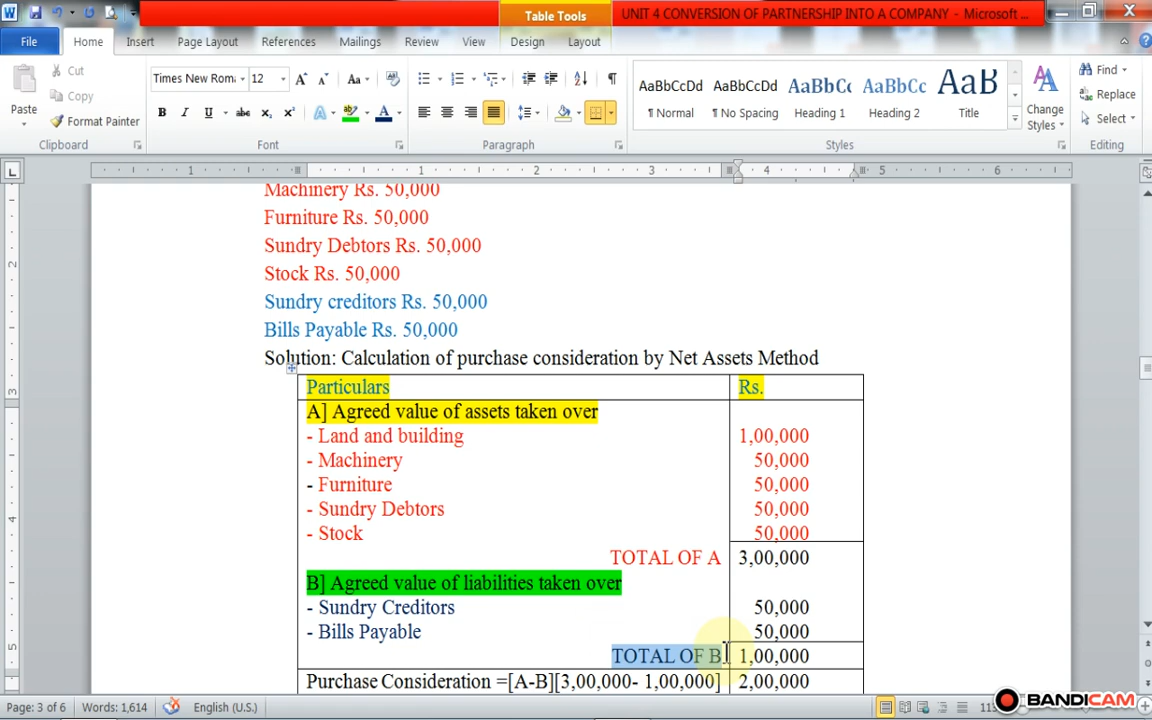 Table Tools
UNIT 4 CONVERSION OF PARTNERSHIP INTO A COMPANY - Microsoft ...
File Home Insert Page Layout References Mailings Review View Design Layout
Paste
Cut
Copy
Format Painter
Clipboard
Times New Rom 12
Font
Paragraph
AaBbCcDd AaBbCcDd AaBbCc AaBbCc AaB
¶ Normal ¶ No Spacing Heading 1 Heading 2 Title
Change
Styles
Styles
Find
Replace
Select
Editing
Machinery Rs. 50,000
Furniture Rs. 50,000
Sundry Debtors Rs. 50,000
Stock Rs. 50,000
Sundry creditors Rs. 50,000
Bills Payable Rs. 50,000
Solution: Calculation of purchase consideration by Net Assets Method
Particulars Rs.
A] Agreed value of assets taken over
- Land and building 1,00,000
- Machinery 50,000
- Furniture 50,000
- Sundry Debtors 50,000
- Stock 50,000
TOTAL OF A 3,00,000
B] Agreed value of liabilities taken over
- Sundry Creditors 50,000
- Bills Payable 50,000
TOTAL OF B 1,00,000
Purchase Consideration =[A-B][3,00,000- 1,00,000] 2,00,000
Page: 3 of 6 Words: 1,614 English (U.S.)
BANDICAM